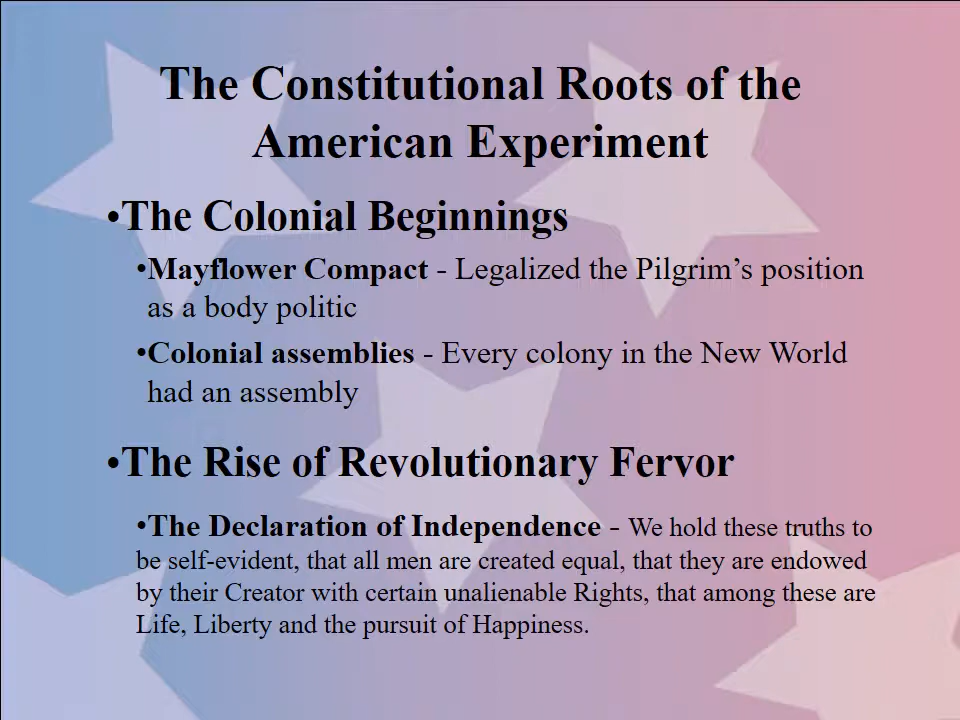 The Constitutional Roots of the
American Experiment
•The Colonial Beginnings
•Mayflower Compact - Legalized the Pilgrim’s position
as a body politic
•Colonial assemblies - Every colony in the New World
had an assembly
•The Rise of Revolutionary Fervor
•The Declaration of Independence - We hold these truths to
be self-evident, that all men are created equal, that they are endowed
by their Creator with certain unalienable Rights, that among these are
Life, Liberty and the pursuit of Happiness.